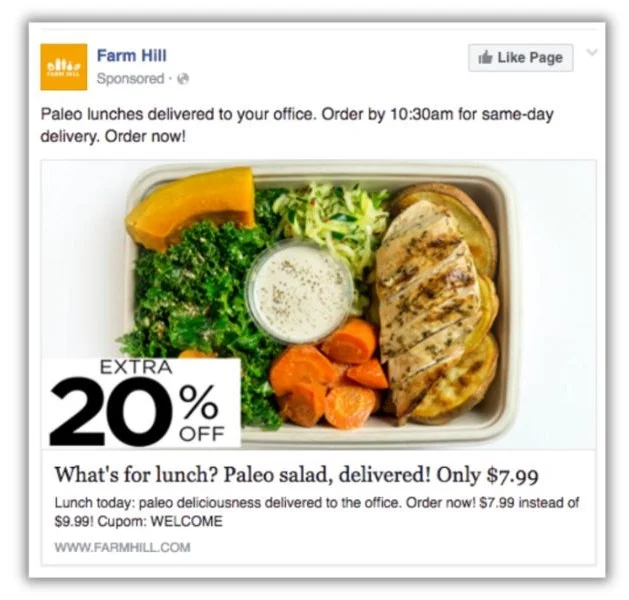 FARM HILL
Farm Hill
Sponsored ·
Like Page
Paleo lunches delivered to your office. Order by 10:30am for same-day
delivery. Order now!
EXTRA
20%
OFF
What's for lunch? Paleo salad, delivered! Only $7.99
Lunch today: paleo deliciousness delivered to the office. Order now! $7.99 instead of
$9.99! Cupom: WELCOME
WWW.FARMHILL.COM